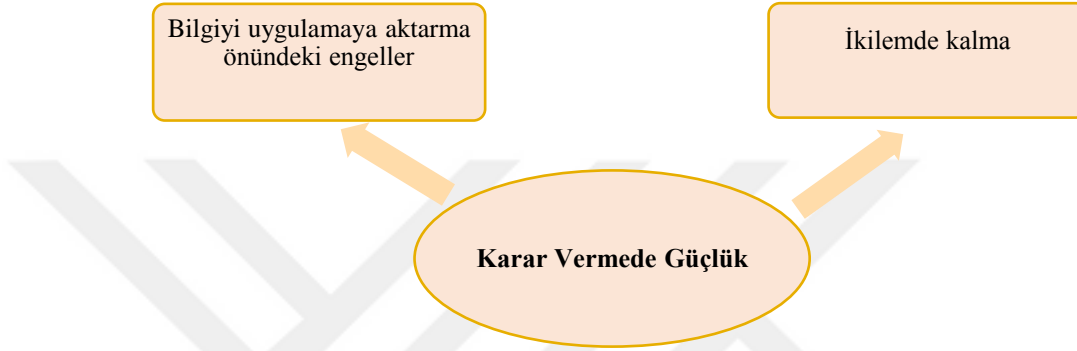 Bilgiyi uygulamaya aktarma
önündeki engeller
İkilemde kalma
Karar Vermede Güçlük